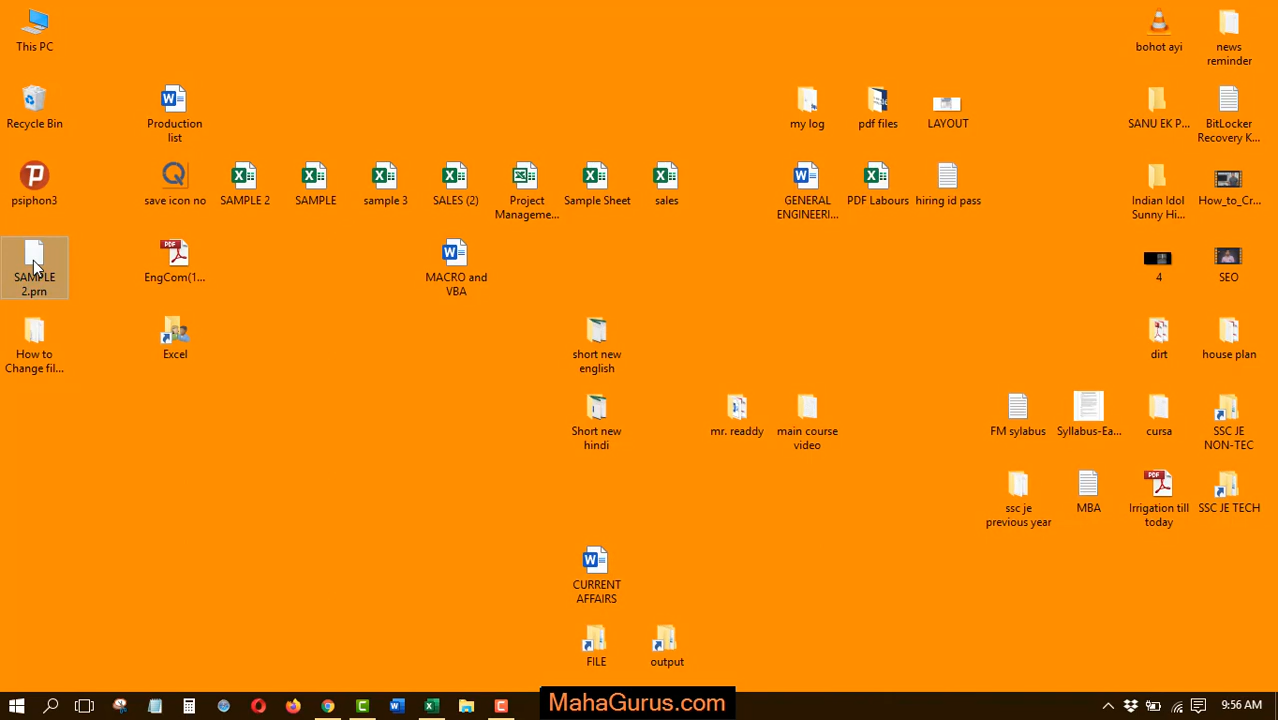 This PC
bohot ayi
news
reminder
Recycle Bin
Production
list
my log
pdf files
LAYOUT
SANU EK P...
BitLocker
Recovery K...
psiphon3
save icon no
SAMPLE 2
SAMPLE
sample 3
SALES (2)
Project
Manageme...
Sample Sheet
sales
GENERAL
ENGINEERI...
PDF Labours
hiring id pass
Indian Idol
Sunny Hi...
How_to_Cr...
SAMPLE
2.prn
EngCom(1...
MACRO and
VBA
4
SEO
How to
Change fil...
Excel
short new
english
dirt
house plan
Short new
hindi
mr. readdy
main course
video
FM sylabus
Syllabus-Ea...
cursa
SSC JE
NON-TEC
ssc je
previous year
MBA
Irrigation till
today
SSC JE TECH
CURRENT
AFFAIRS
FILE
output
MahaGurus.com
9:56 AM